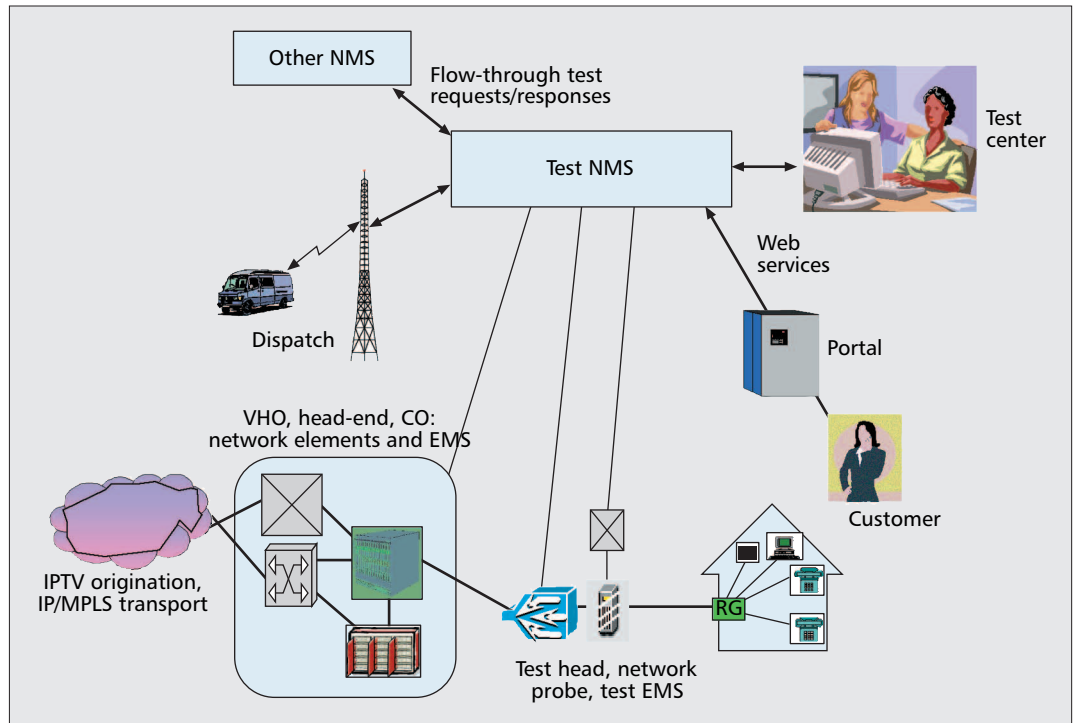 Other NMS
Flow-through test
requests/responses
Test NMS
Test
center
Web
services
Dispatch
Portal
VHO, head-end, CO:
network elements and EMS
Customer
IPTV origination,
IP/MPLS transport
RG
Test head, network
probe, test EMS